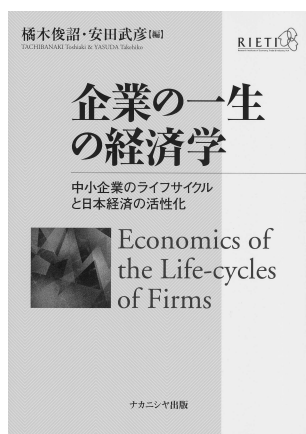 橘木俊詔・安田武彦【編】
TACHIBANAKI Toshiaki & YASUDA Takehiko
RIETI
企業の一生
の経済学
中小企業のライフサイクル
と日本経済の活性化
Economics of
the Life-cycles
of Firms
ナカニシヤ出版